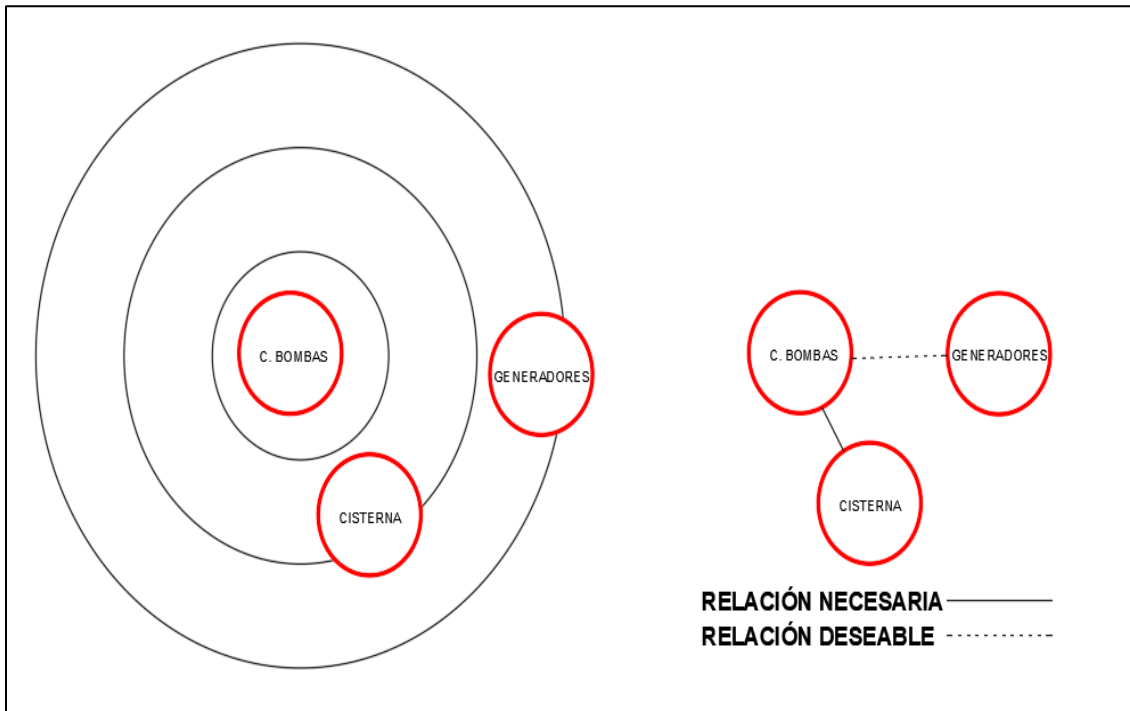 C. BOMBAS
GENERADORES
CISTERNA
C. BOMBAS
GENERADORES
CISTERNA
RELACIÓN NECESARIA
RELACIÓN DESEABLE